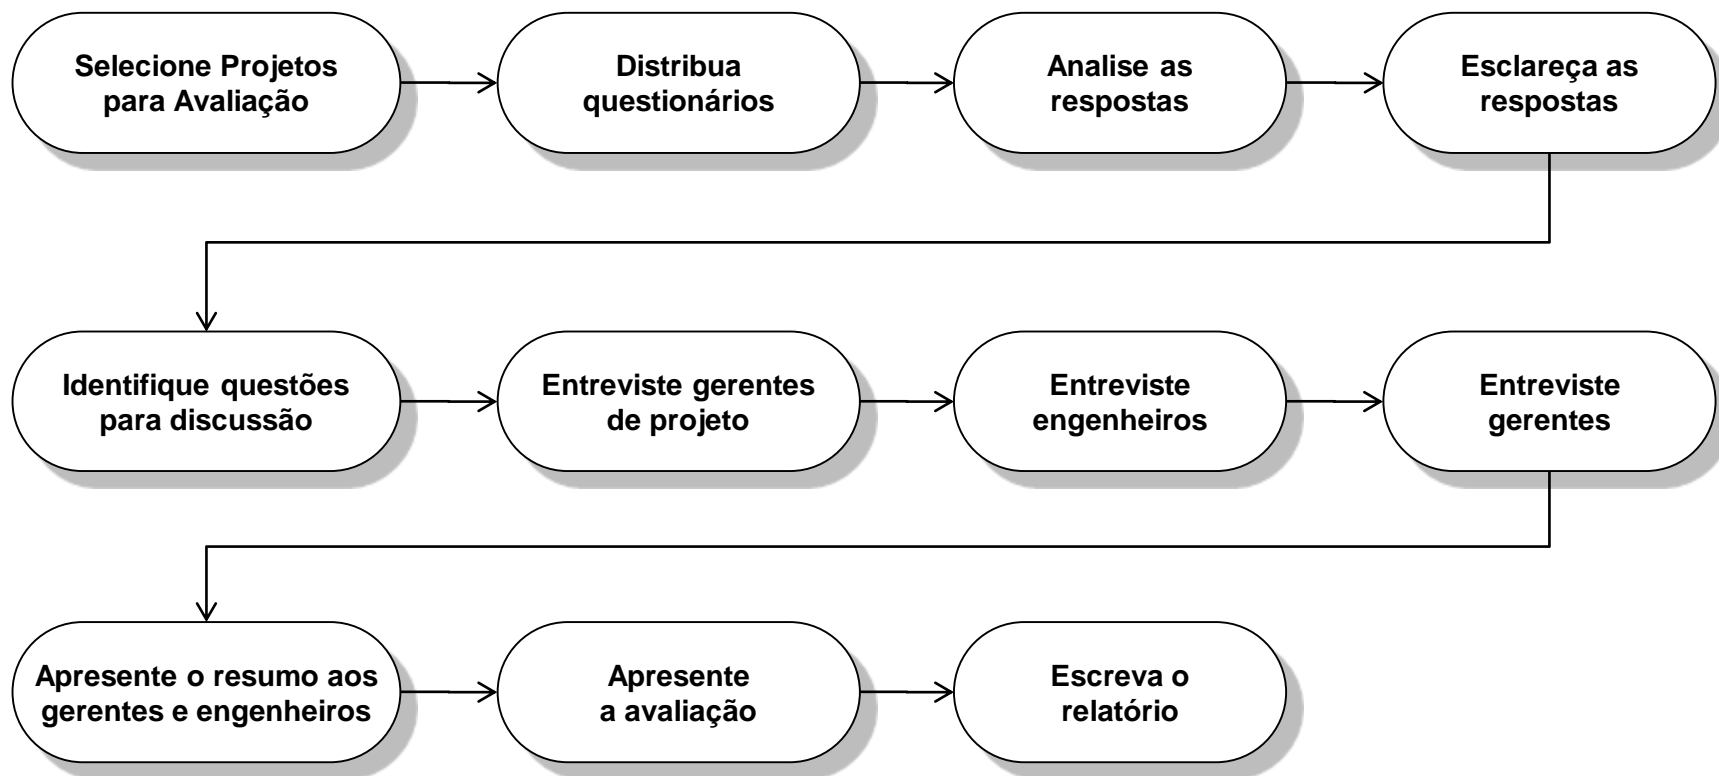 Selecione Projetos
para Avaliação
Distribua
questionários
Analise as
respostas
Esclareça as
respostas
Identifique questões
para discussão
Entreviste gerentes
de projeto
Entreviste
engenheiros
Entreviste
gerentes
Apresente o resumo aos
gerentes e engenheiros
Apresente
a avaliação
Escreva o
relatório